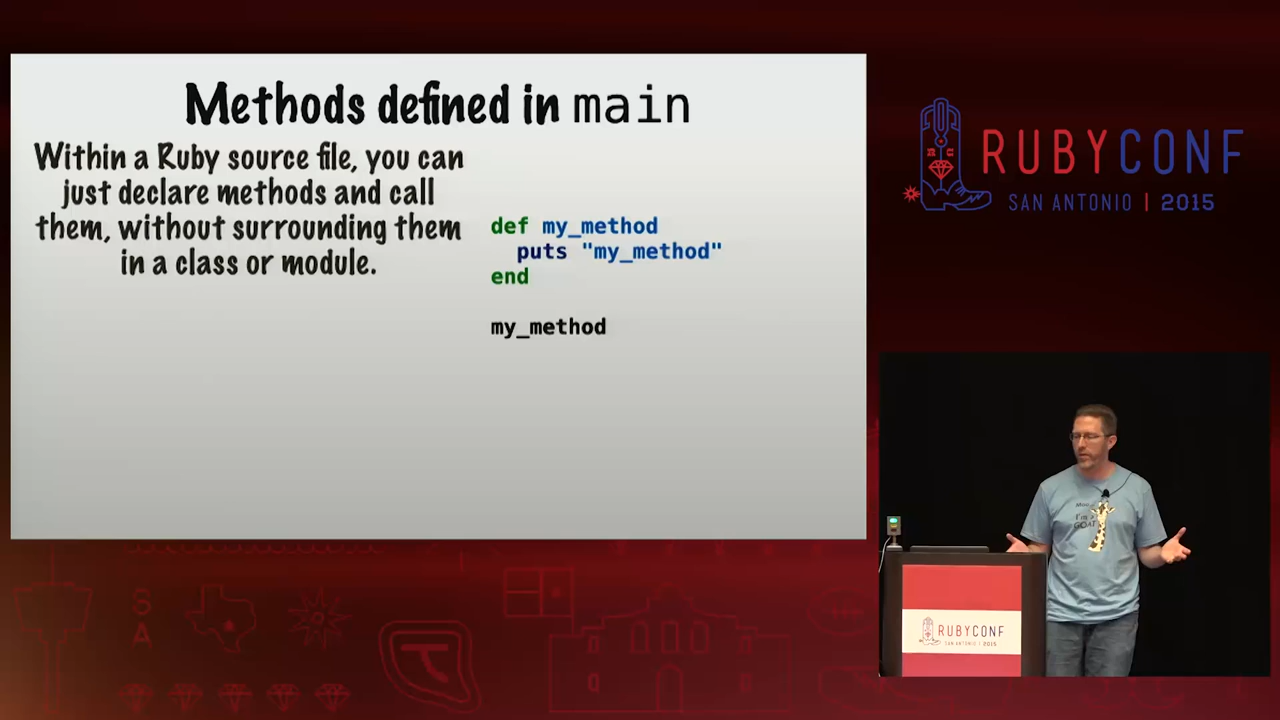 Methods defined in main
Within a Ruby source file, you can
just declare methods and call
them, without surrounding them
in a class or module.
def my_method
  puts "my_method"
end
my_method
RUBYCONF
SAN ANTONIO | 2015
I'm a
GOAT
RUBYCONF
SAN ANTONIO | 2015
S
A